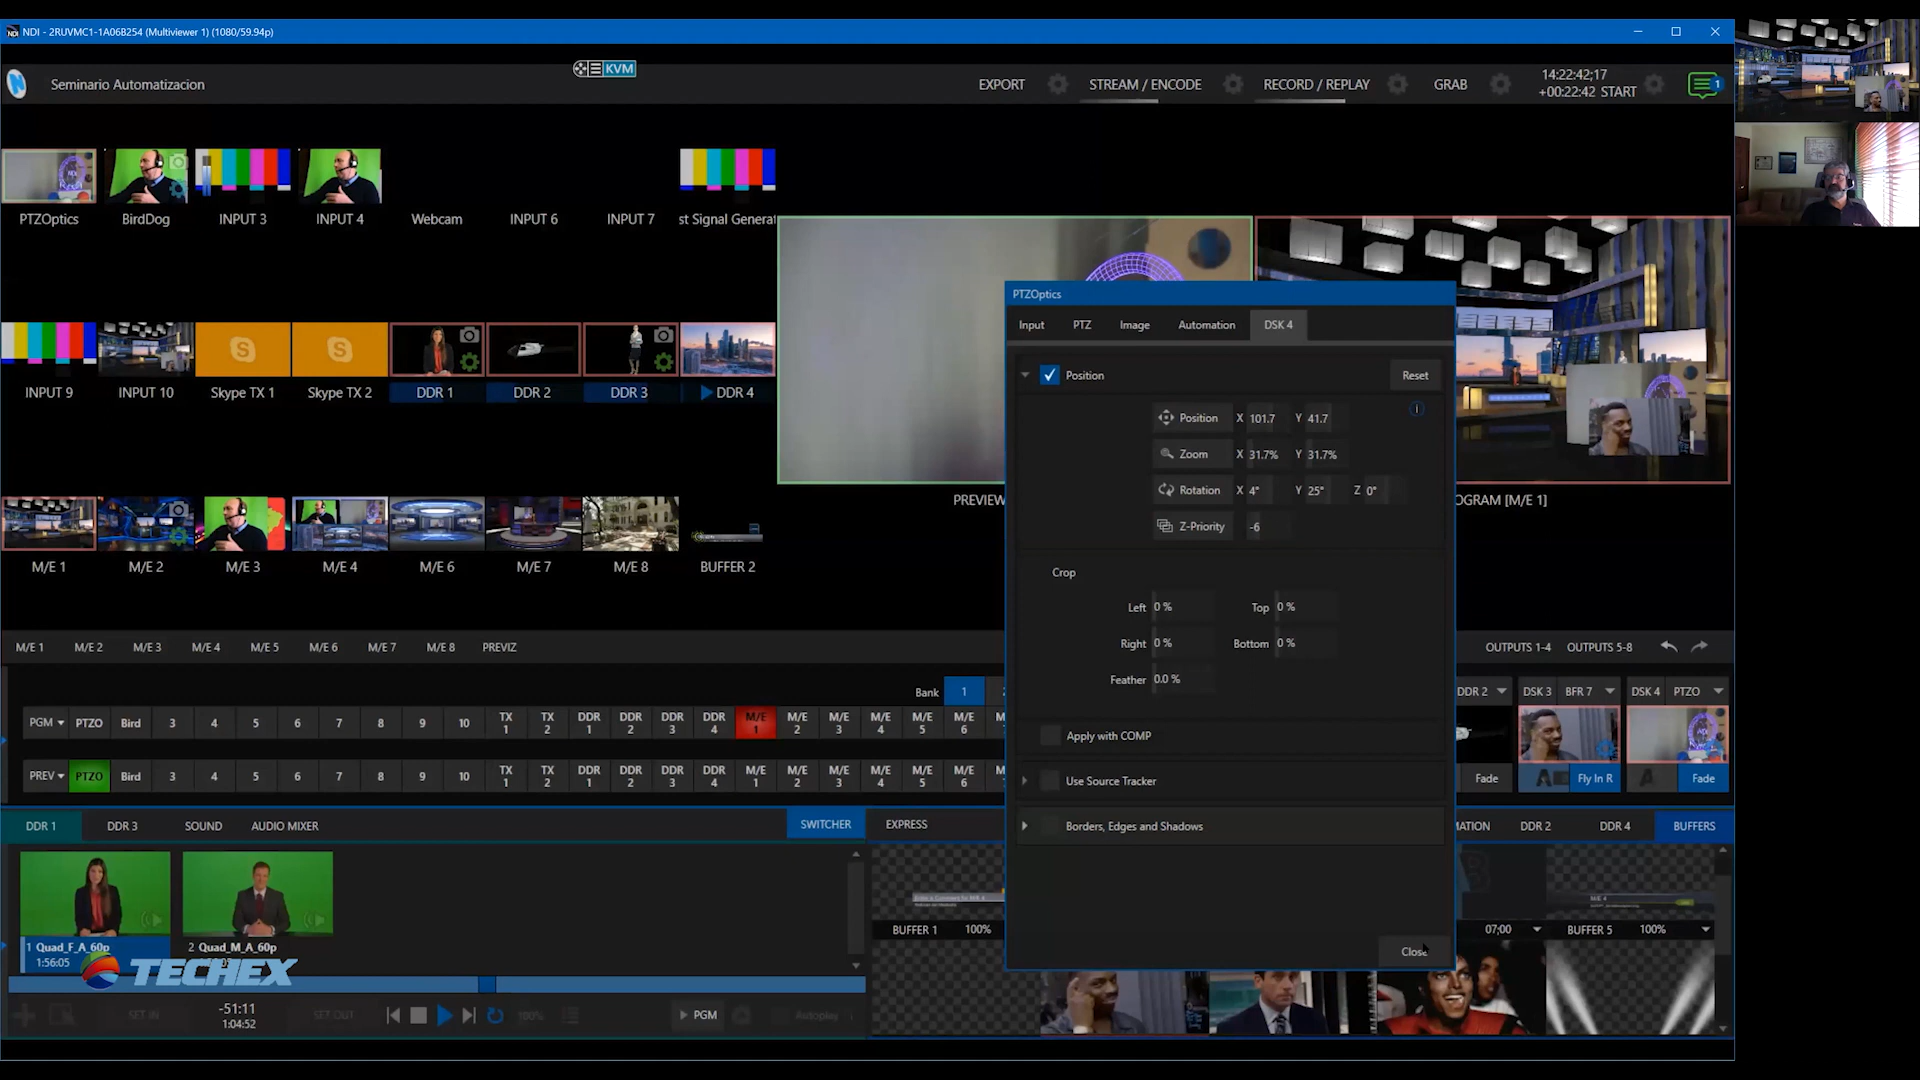 NDI - 2RUVMC1-1A06B254 (Multiviewer 1) (1080/59.94p)
KVM
Seminario Automatizacion
EXPORT
STREAM / ENCODE
RECORD / REPLAY
GRAB
14:22:42;17
+00:22:42 START
1
PTZOptics
BirdDog
INPUT 3
INPUT 4
Webcam
INPUT 6
INPUT 7
st Signal Generat
INPUT 9
INPUT 10
Skype TX 1
Skype TX 2
DDR 1
DDR 2
DDR 3
DDR 4
M/E 1
M/E 2
M/E 3
M/E 4
M/E 6
M/E 7
M/E 8
BUFFER 2
PREVIEW
OGRAM [M/E 1]
PTZOptics
Input
PTZ
Image
Automation
DSK 4
Position
Reset
Position X 101.7 Y 41.7
Zoom X 31.7% Y 31.7%
Rotation X 4° Y 25° Z 0°
Z-Priority -6
Crop
Left 0 % Top 0 %
Right 0 % Bottom 0 %
Feather 0.0 %
Apply with COMP
Use Source Tracker
Borders, Edges and Shadows
Close
M/E 1 M/E 2 M/E 3 M/E 4 M/E 5 M/E 6 M/E 7 M/E 8 PREVIZ
OUTPUTS 1-4 OUTPUTS 5-8
Bank 1
DDR 2
DSK 3 BFR 7
DSK 4 PTZO
PGM PTZO Bird 3 4 5 6 7 8 9 10 TX 1 TX 2 DDR 1 DDR 2 DDR 3 DDR 4 M/E 1 M/E 2 M/E 3 M/E 4 M/E 5 M/E 6
PREV PTZO Bird 3 4 5 6 7 8 9 10 TX 1 TX 2 DDR 1 DDR 2 DDR 3 DDR 4 M/E 1 M/E 2 M/E 3 M/E 4 M/E 5 M/E 6
Fade
Fly In R
Fade
DDR 1
DDR 3
SOUND
AUDIO MIXER
SWITCHER
EXPRESS
MATION
DDR 2
DDR 4
BUFFERS
1 Quad_F_A_60p
1:56:05
2 Quad_M_A_60p
TECHEX
BUFFER 1 100%
07;00
BUFFER 5 100%
SET IN
-51:11
1:04:52
SET OUT
100%
PGM
Autoplay